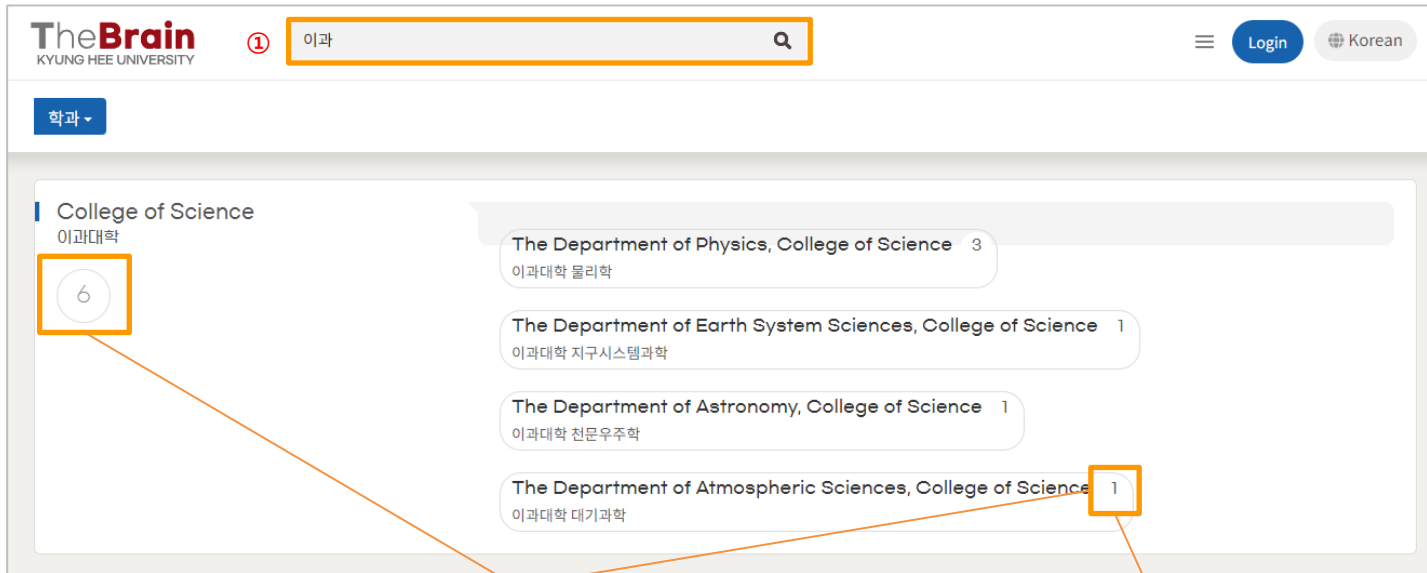 TheBrain
KYUNG HEE UNIVERSITY
① 이과
Login
Korean
학과
College of Science
이과대학
6
The Department of Physics, College of Science 3
이과대학 물리학
The Department of Earth System Sciences, College of Science 1
이과대학 지구시스템과학
The Department of Astronomy, College of Science 1
이과대학 천문우주학
The Department of Atmospheric Sciences, College of Science 1
이과대학 대기과학